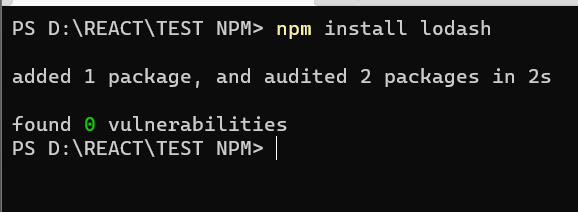 PS D:\REACT\TEST NPM> npm install lodash
added 1 package, and audited 2 packages in 2s
found 0 vulnerabilities
PS D:\REACT\TEST NPM>